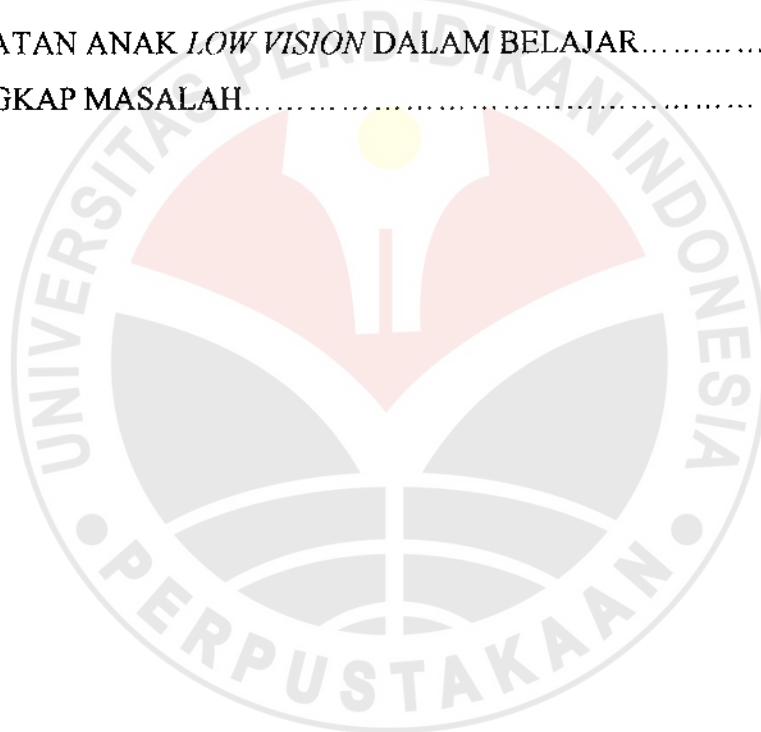 ATAN ANAK LOW VISION DALAM BELAJAR..............
GKAP MASALAH........................................
UNIVERSITAS PENDIDIKAN INDONESIA
PERPUSTAKAAN